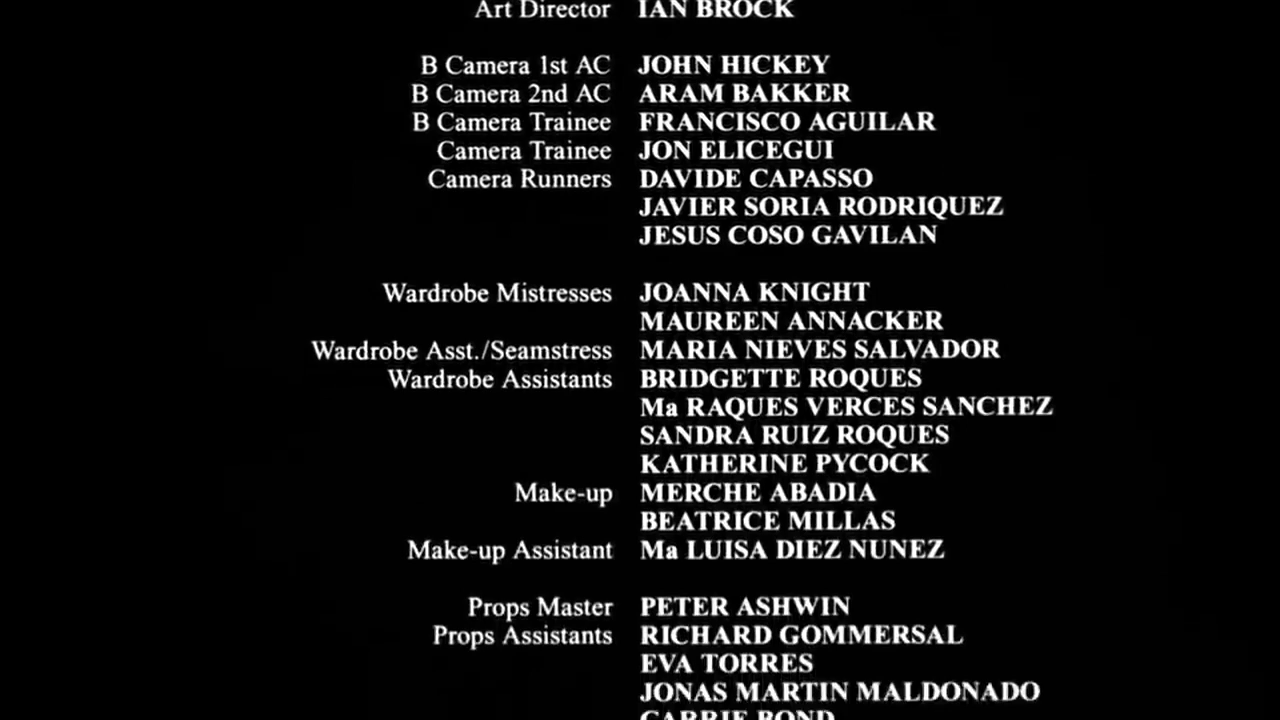 Art Director IAN BROCK
B Camera 1st AC JOHN HICKEY
B Camera 2nd AC ARAM BAKKER
B Camera Trainee FRANCISCO AGUILAR
Camera Trainee JON ELICEGUI
Camera Runners DAVIDE CAPASSO
JAVIER SORIA RODRIQUEZ
JESUS COSO GAVILAN
Wardrobe Mistresses JOANNA KNIGHT
MAUREEN ANNACKER
Wardrobe Asst./Seamstress MARIA NIEVES SALVADOR
Wardrobe Assistants BRIDGETTE ROQUES
Ma RAQUES VERCES SANCHEZ
SANDRA RUIZ ROQUES
KATHERINE PYCOCK
Make-up MERCHE ABADIA
BEATRICE MILLAS
Make-up Assistant Ma LUISA DIEZ NUNEZ
Props Master PETER ASHWIN
Props Assistants RICHARD GOMMERSAL
EVA TORRES
JONAS MARTIN MALDONADO